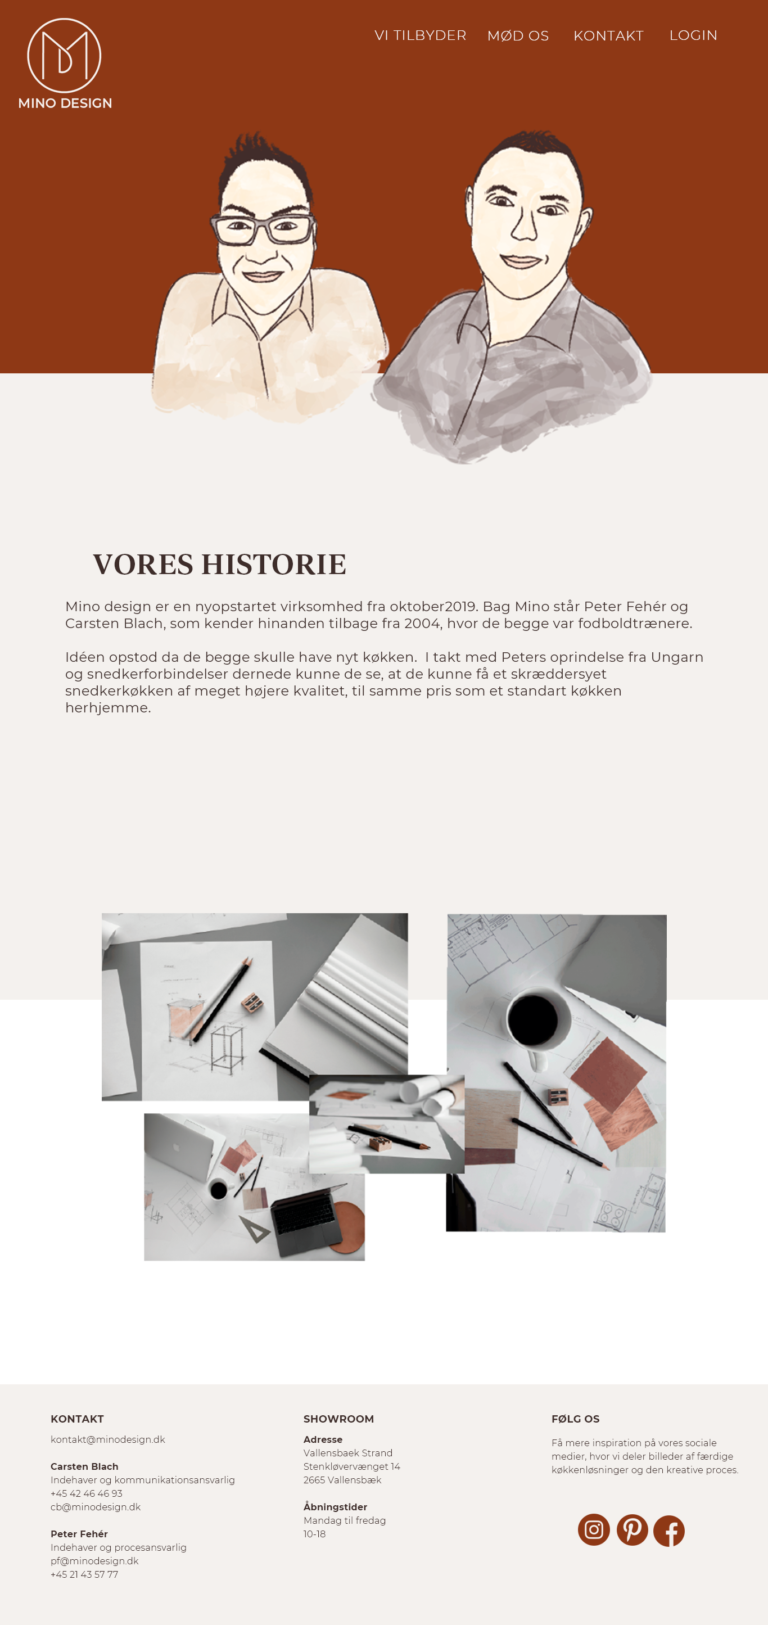 VI TILBYDER MØD OS KONTAKT LOGIN
MINO DESIGN
VORES HISTORIE
Mino design er en nyopstartet virksomhed fra oktober2019. Bag Mino står Peter Fehér og
Carsten Blach, som kender hinanden tilbage fra 2004, hvor de begge var fodboldtrænere.
Idéen opstod da de begge skulle have nyt køkken.  I takt med Peters oprindelse fra Ungarn
og snedkerforbindelser dernede kunne de se, at de kunne få et skræddersyet
snedkerkøkken af meget højere kvalitet, til samme pris som et standart køkken
herhjemme.
KONTAKT
kontakt@minodesign.dk
Carsten Blach
Indehaver og kommunikationsansvarlig
+45 42 46 46 93
cb@minodesign.dk
Peter Fehér
Indehaver og procesansvarlig
pf@minodesign.dk
+45 21 43 57 77
SHOWROOM
Adresse
Vallensbaek Strand
Stenkløvervænget 14
2665 Vallensbæk
Åbningstider
Mandag til fredag
10-18
FØLG OS
Få mere inspiration på vores sociale
medier, hvor vi deler billeder af færdige
køkkenløsninger og den kreative proces.